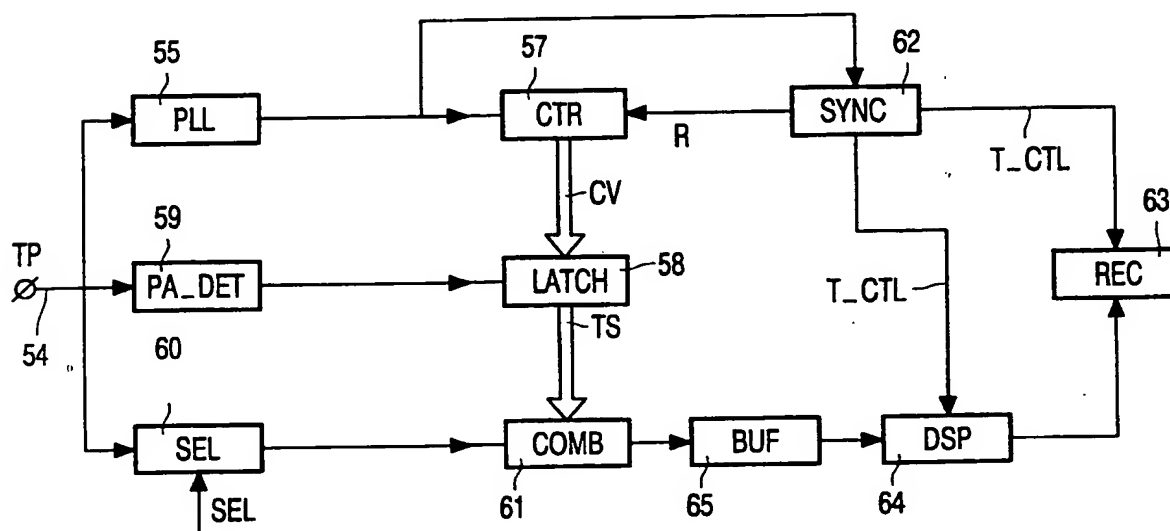 55
PLL
57
CTR
62
SYNC
R
T_CTL
CV
63
REC
59
TP
PA_DET
54
LATCH
58
T_CTL
TS
60
SEL
COMB
61
BUF
65
DSP
64
SEL